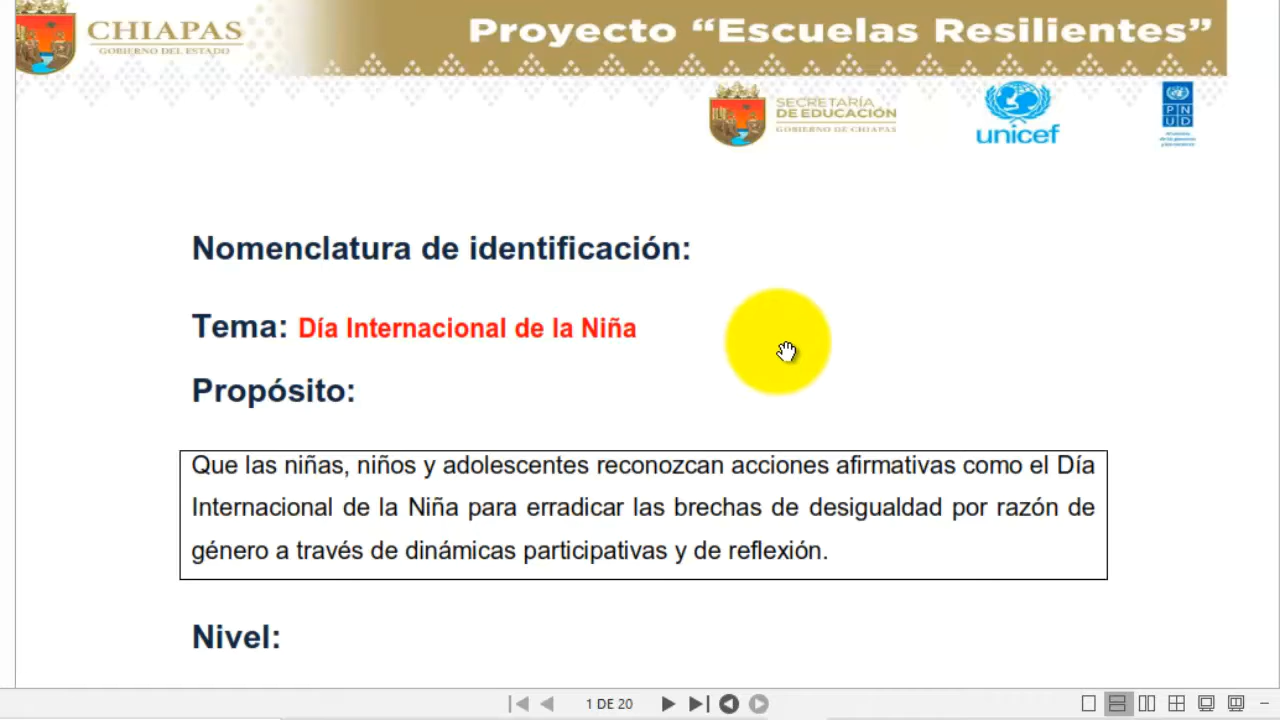 CHIAPAS
GOBIERNO DEL ESTADO
Proyecto “Escuelas Resilientes”
SECRETARÍA
DE EDUCACIÓN
GOBIERNO DE CHIAPAS
unicef
P N
U D
Nomenclatura de identificación:
Tema: Día Internacional de la Niña
Propósito:
Que las niñas, niños y adolescentes reconozcan acciones afirmativas como el Día
Internacional de la Niña para erradicar las brechas de desigualdad por razón de
género a través de dinámicas participativas y de reflexión.
Nivel:
1 DE 20